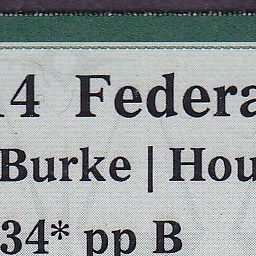 14 Federa
Burke | Hou
34* pp B